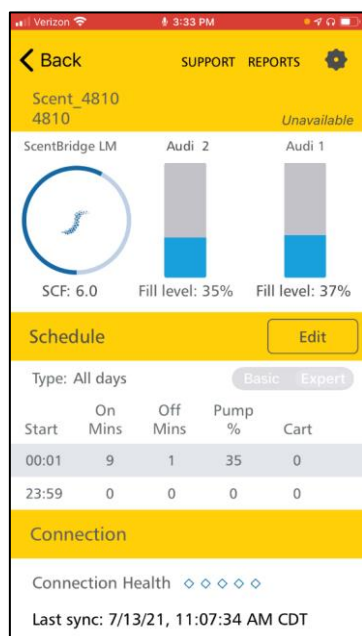 Verizon 3:33 PM
Back SUPPORT REPORTS
Scent_4810
4810 Unavailable
ScentBridge LM Audi 2 Audi 1
SCF: 6.0 Fill level: 35% Fill level: 37%
Schedule Edit
Type: All days Basic Expert
On Off Pump
Start Mins Mins % Cart
00:01 9 1 35 0
23:59 0 0 0 0
Connection
Connection Health
Last sync: 7/13/21, 11:07:34 AM CDT